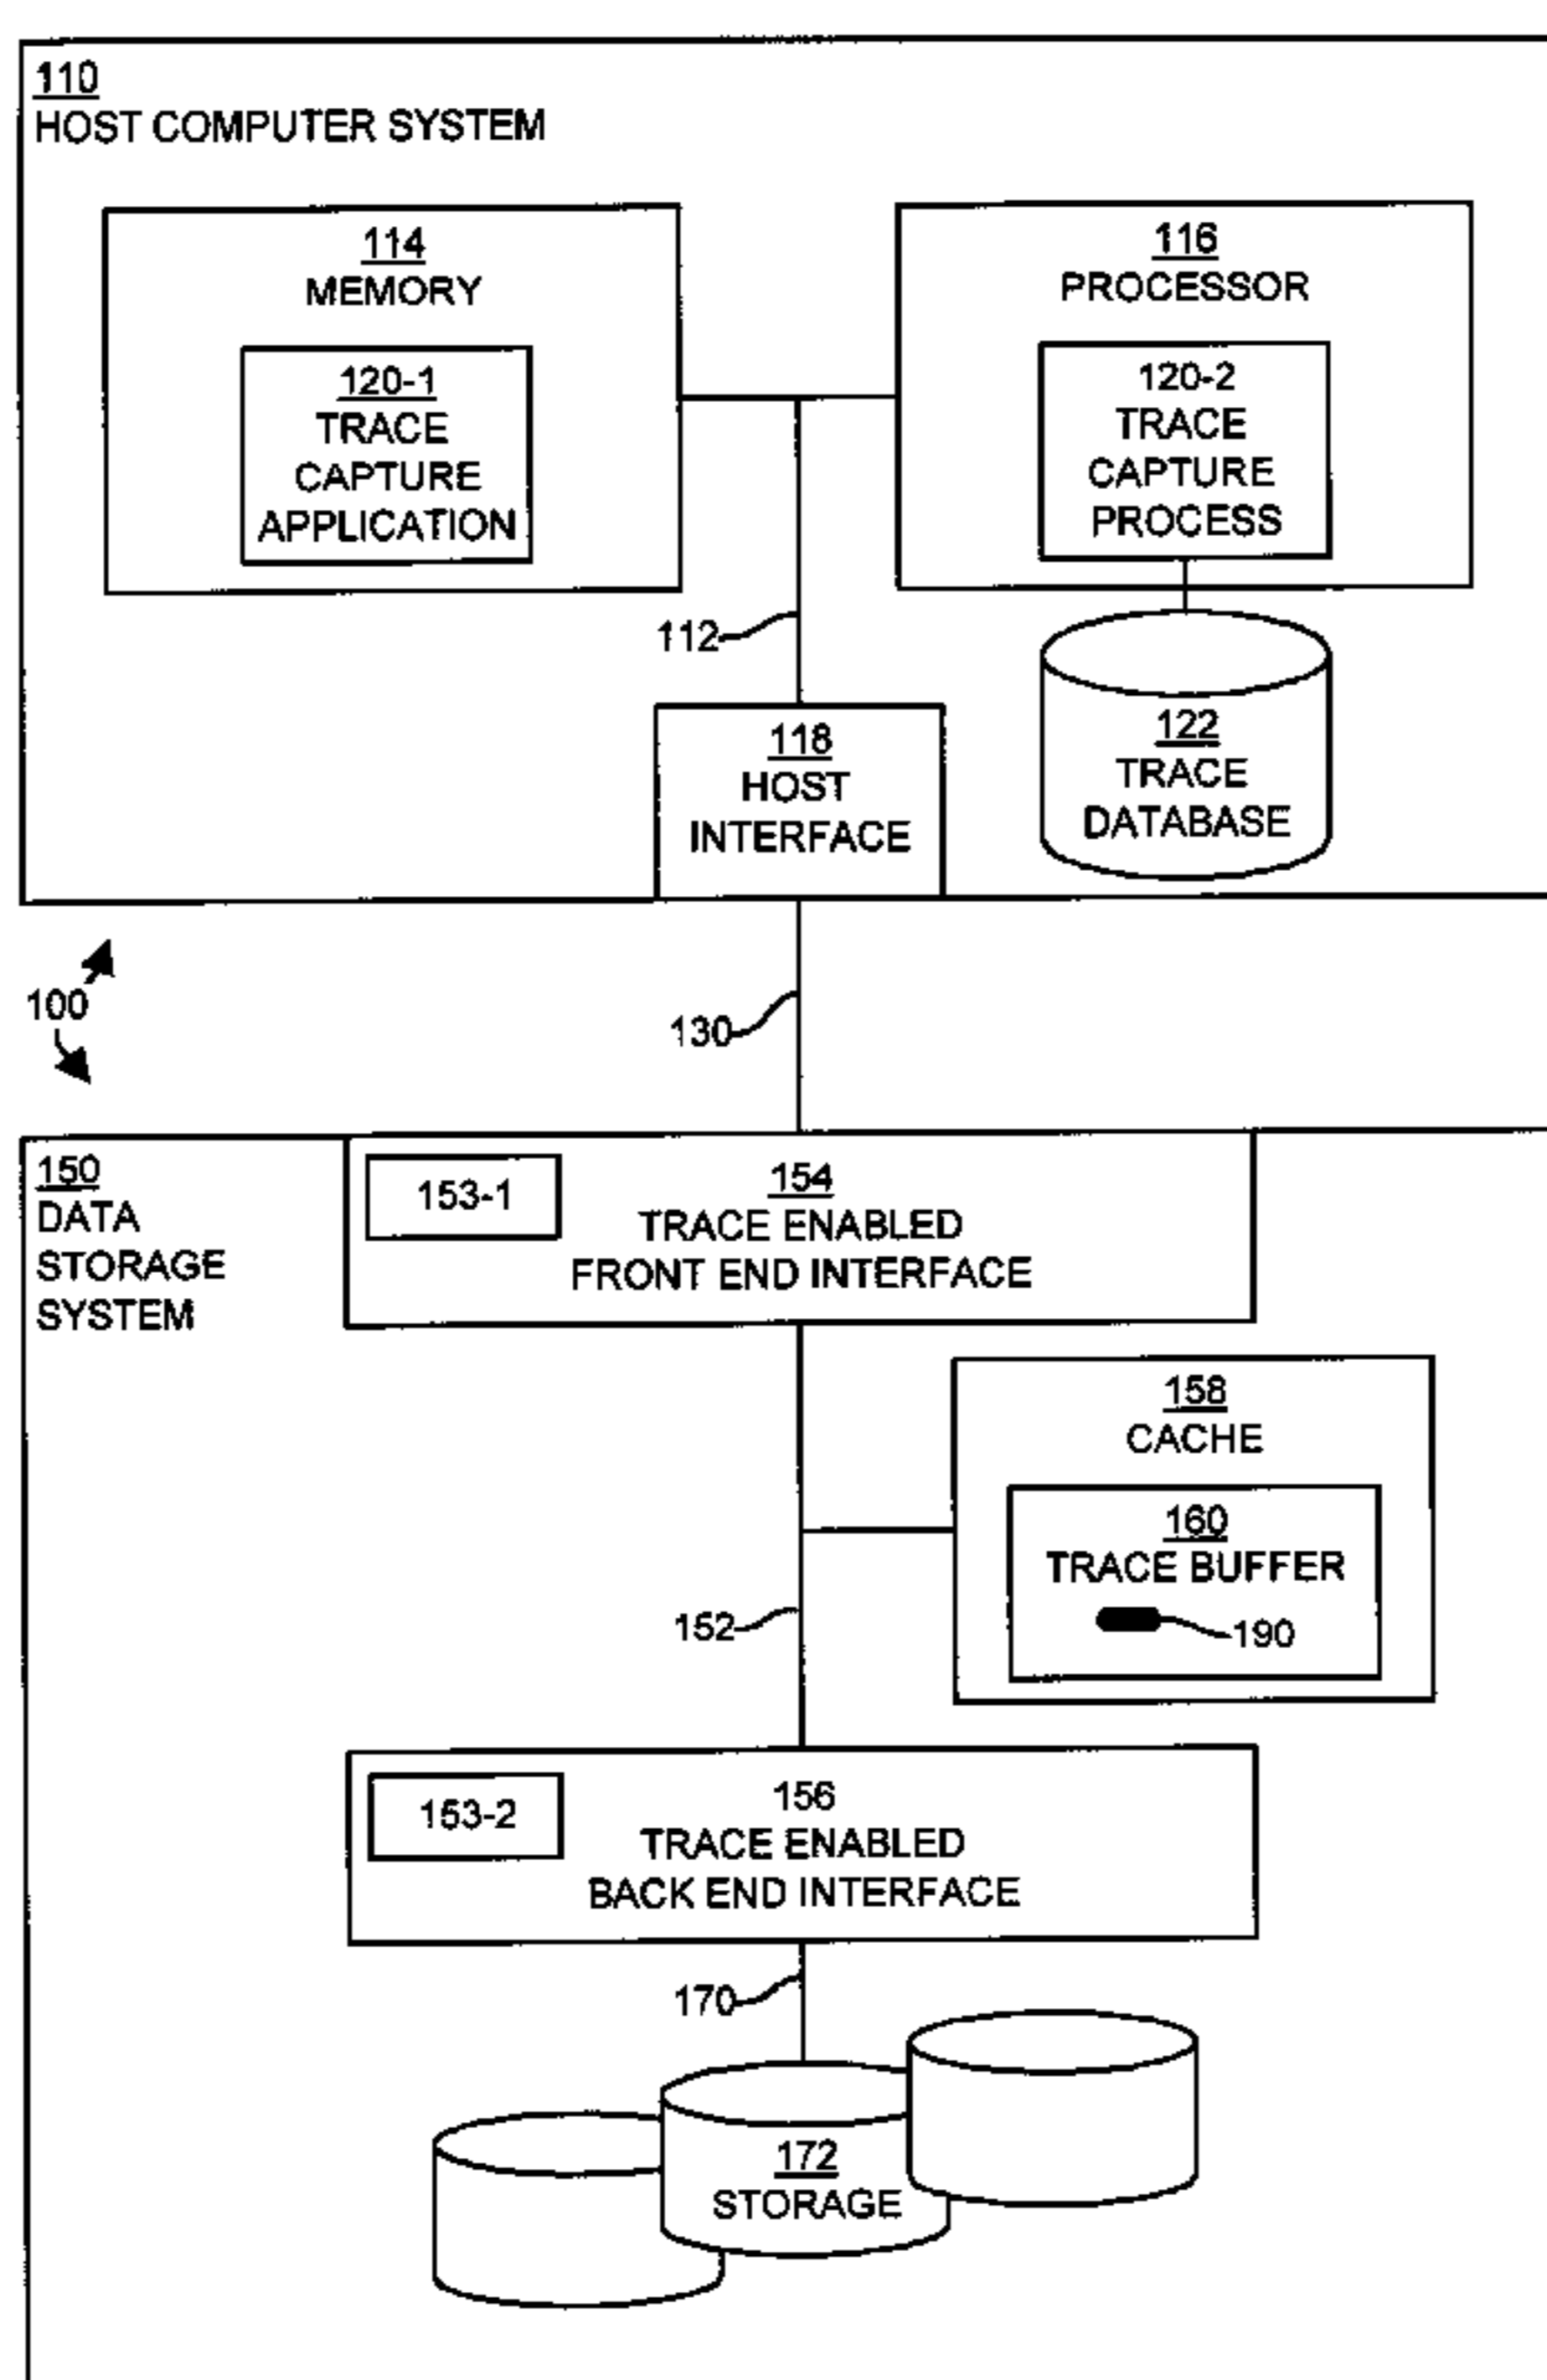 110
HOST COMPUTER SYSTEM
114
MEMORY
120-1
TRACE
CAPTURE
APPLICATION
116
PROCESSOR
120-2
TRACE
CAPTURE
PROCESS
112
118
HOST
INTERFACE
122
TRACE
DATABASE
100
130
150
DATA
STORAGE
SYSTEM
153-1
154
TRACE ENABLED
FRONT END INTERFACE
158
CACHE
160
TRACE BUFFER
190
152
153-2
156
TRACE ENABLED
BACK END INTERFACE
170
172
STORAGE